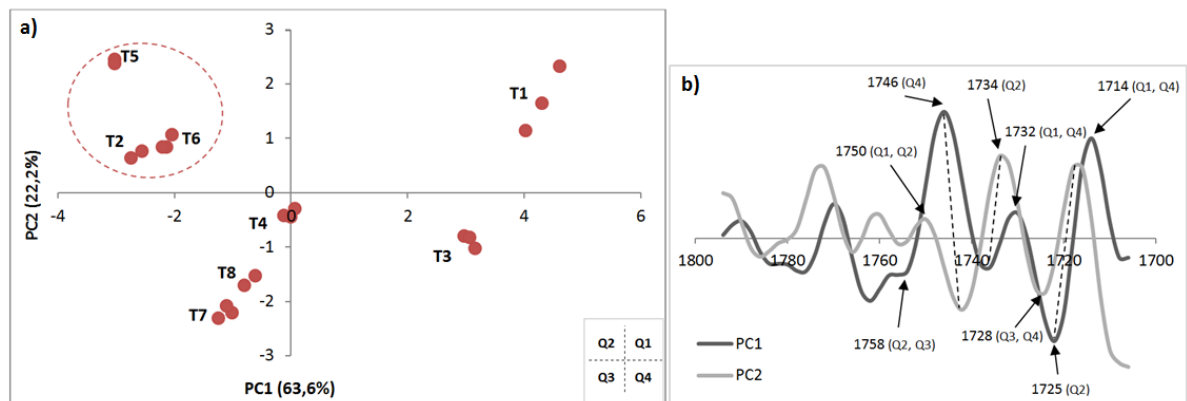 a)
3
2
1
0
-1
-2
-3
-4
-2
0
2
4
6
T5
T1
T2
T6
T4
T3
T8
T7
PC2 (22,2%)
PC1 (63,6%)
Q2 Q1
Q3 Q4
b)
1746 (Q4)
1734 (Q2)
1714 (Q1, Q4)
1732 (Q1, Q4)
1750 (Q1, Q2)
1800
1780
1760
1740
1720
1700
1728 (Q3, Q4)
1758 (Q2, Q3)
1725 (Q2)
PC1
PC2